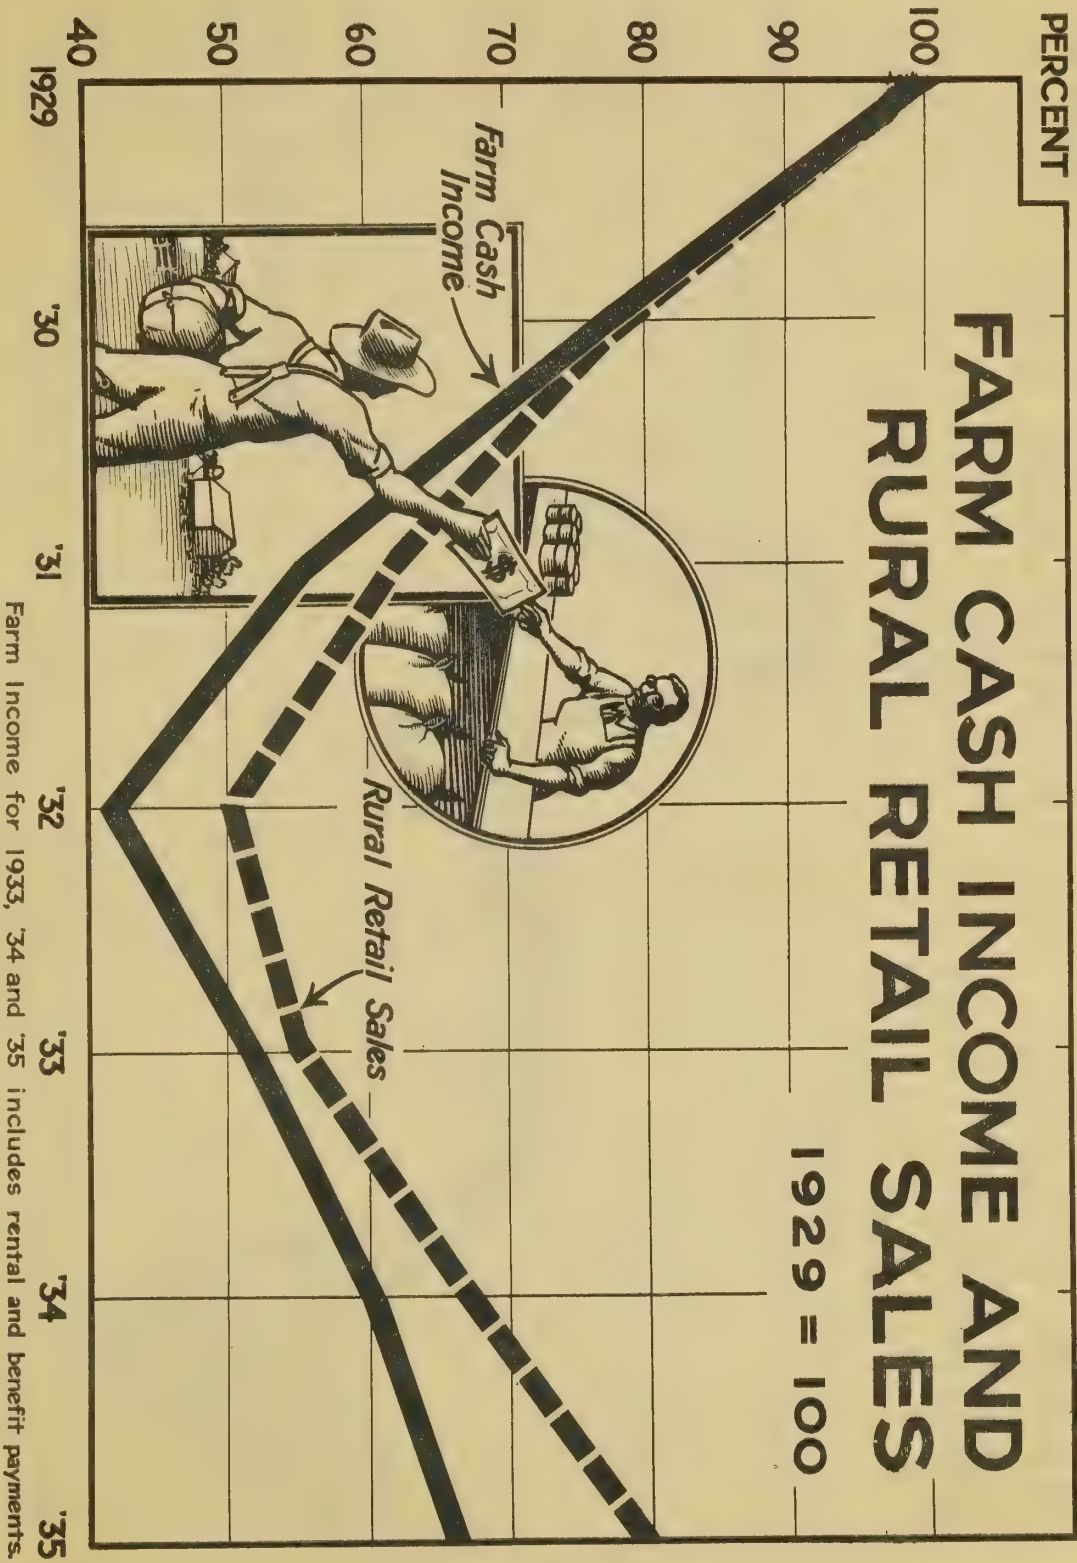 PERCENT
FARM CASH INCOME AND
RURAL RETAIL SALES
1929 = 100
100
90
80
70
60
50
40
Farm Cash
Income
$
Rural Retail Sales
1929 '30 '31 '32 '33 '34 '35
Farm Income for 1933, '34 and '35 includes rental and benefit payments.